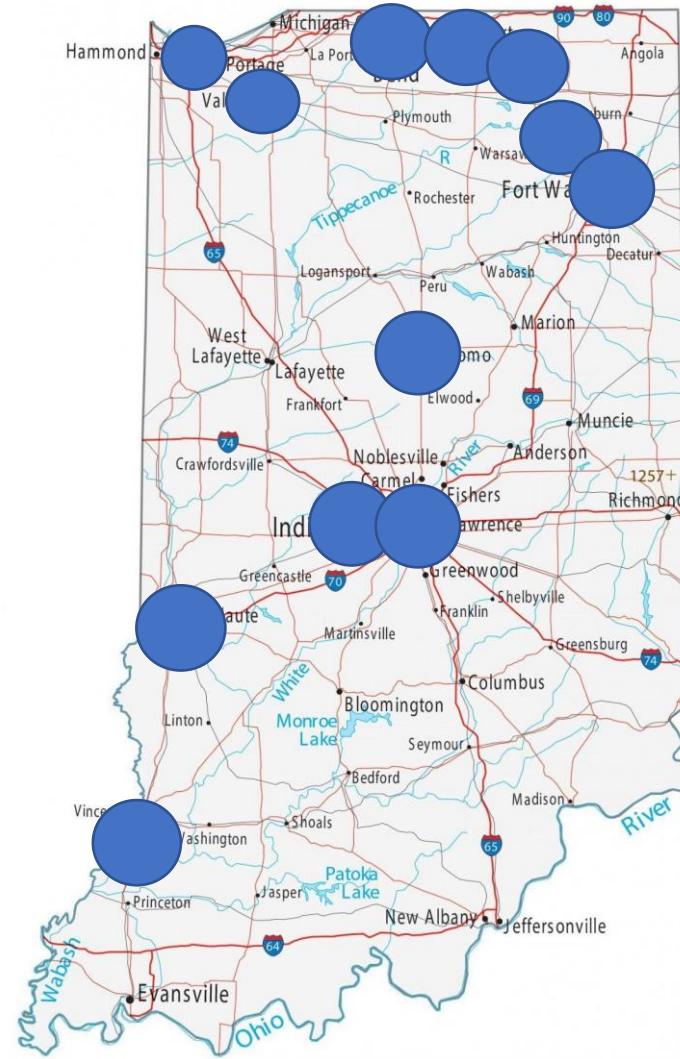 Michigan
90
80
Hammond
La Por
Angola
Portage
Val
Plymouth
burn
R
Warsaw
Fort Wa
Tippecanoe
Rochester
Huntington
65
Decatur
Logansport
Wabash
Peru
Marion
West
Lafayette
Lafayette
omo
Elwood
69
Frankfort
Muncie
74
Noblesville
River
Anderson
Crawfordsville
Carmel
1257+
Fishers
Richmond
Indi
awrence
Greencastle
70
Greenwood
Shelbyville
aute
Franklin
Martinsville
Greensburg
74
White
Columbus
Bloomington
Linton
Monroe
Lake
Seymour
Bedford
Madison
Vince
Washington
Shoals
River
65
Patoka
Lake
Princeton
Jasper
New Albany
Jeffersonville
Wabash
64
Evansville
Ohio